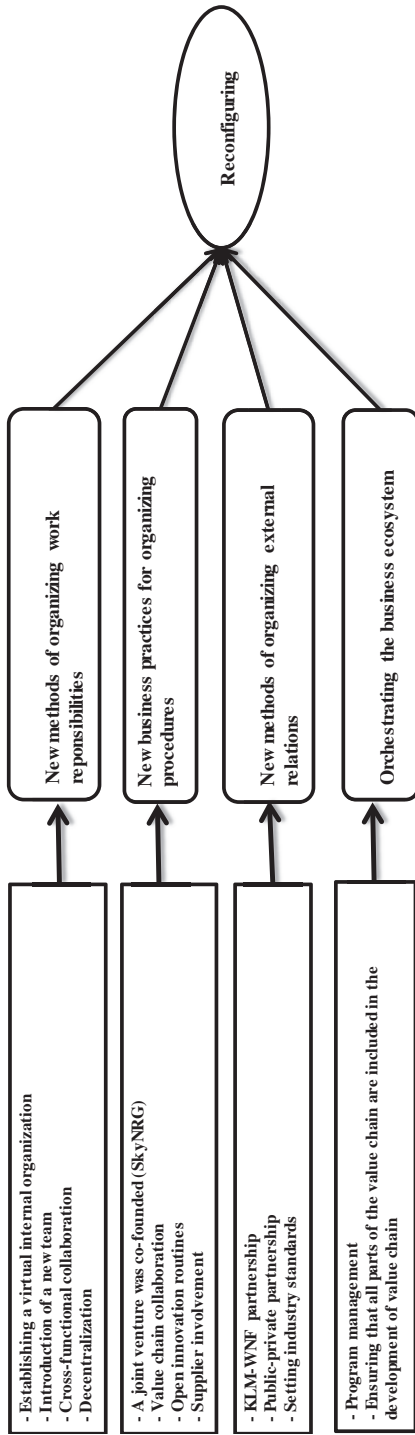 - Establishing a virtual internal organization
- Introduction of a new team
- Cross-functional collaboration
- Decentralization
New methods of organizing work
reponsibilities
- A joint venture was co-founded (SkyNRG)
- Value chain collaboration
- Open innovation routines
- Supplier involvement
New business practices for organizing
procedures
- KLM-WNF partnership
- Public-private partnership
- Setting industry standards
New methods of organizing external
relations
- Program management
- Ensuring that all parts of the value chain are included in the
development of value chain
Orchestrating the business ecosystem
Reconfiguring